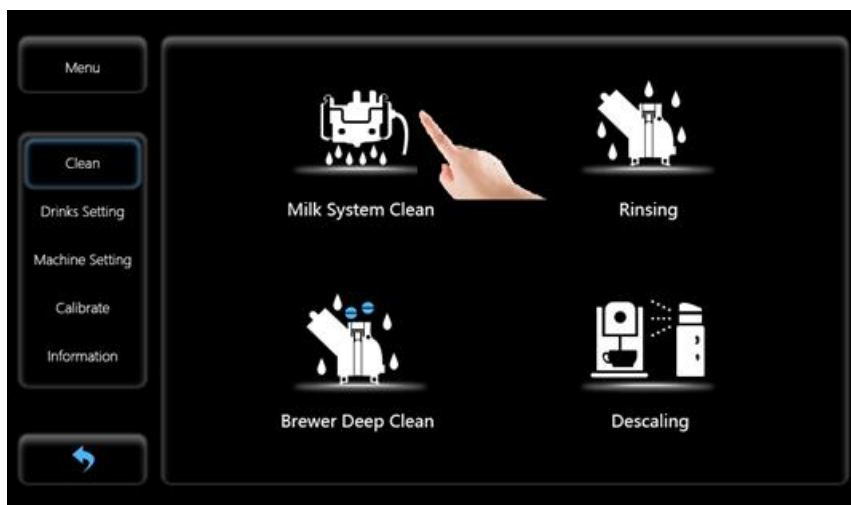 Menu
Clean
Drinks Setting
Machine Setting
Calibrate
Information
Milk System Clean
Rinsing
Brewer Deep Clean
Descaling